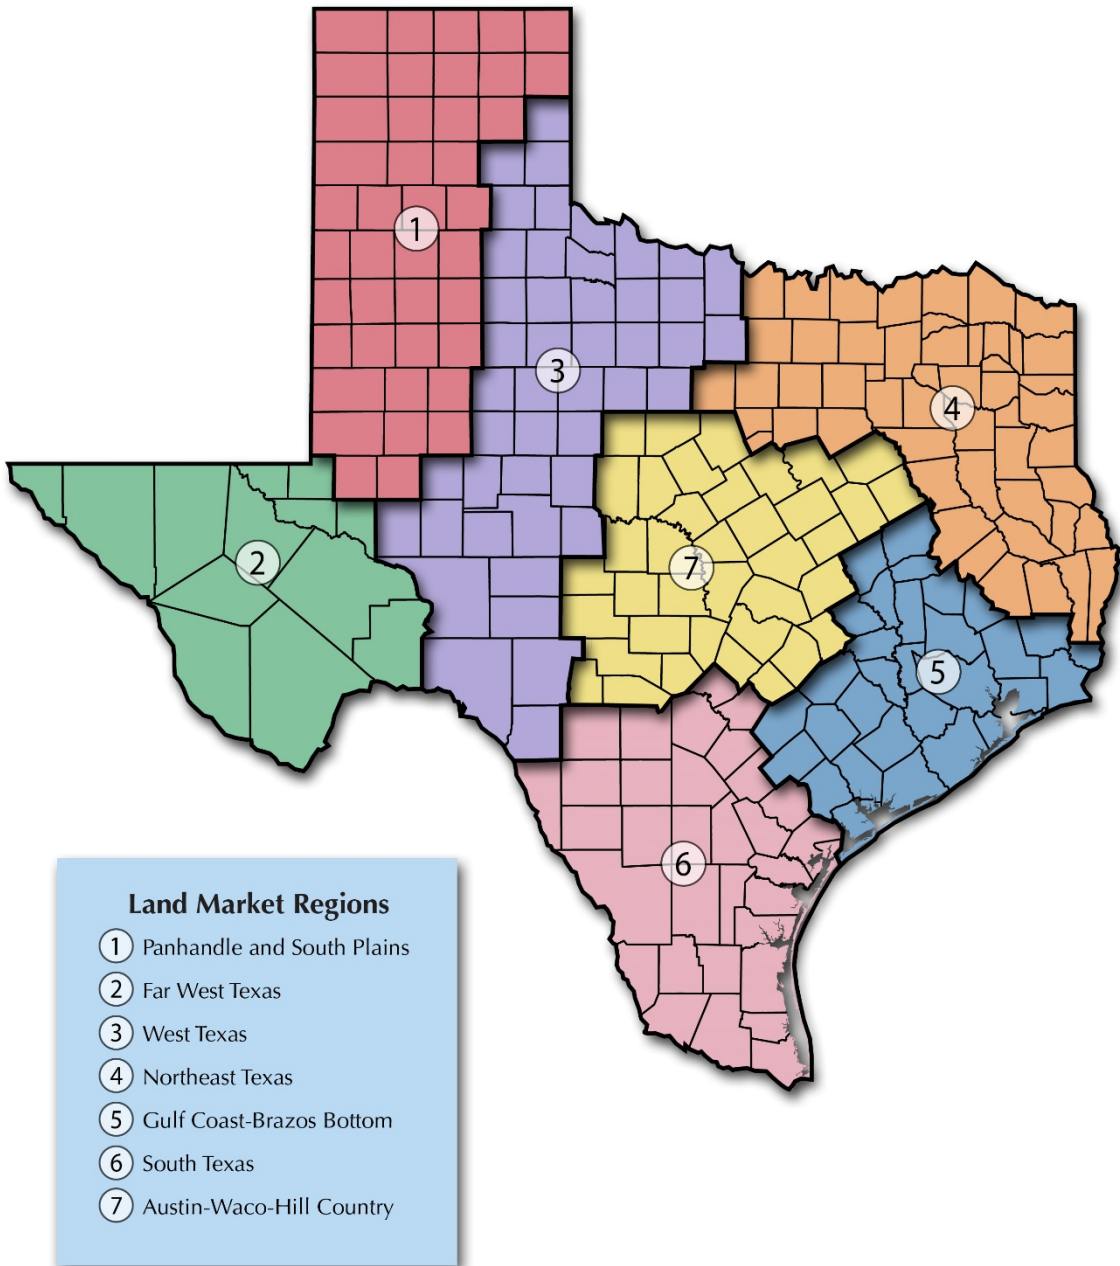 1
3
4
2
7
5
6
Land Market Regions
1 Panhandle and South Plains
2 Far West Texas
3 West Texas
4 Northeast Texas
5 Gulf Coast-Brazos Bottom
6 South Texas
7 Austin-Waco-Hill Country